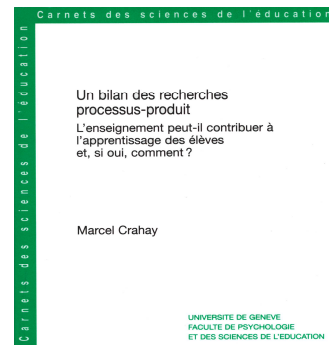 Carnets des sciences de l'éducation
Carnets des sciences de l'éducation
Un bilan des recherches
processus-produit
L'enseignement peut-il contribuer à
l'apprentissage des élèves
et, si oui, comment ?
Marcel Crahay
UNIVERSITE DE GENEVE
FACULTE DE PSYCHOLOGIE
ET DES SCIENCES DE L'EDUCATION